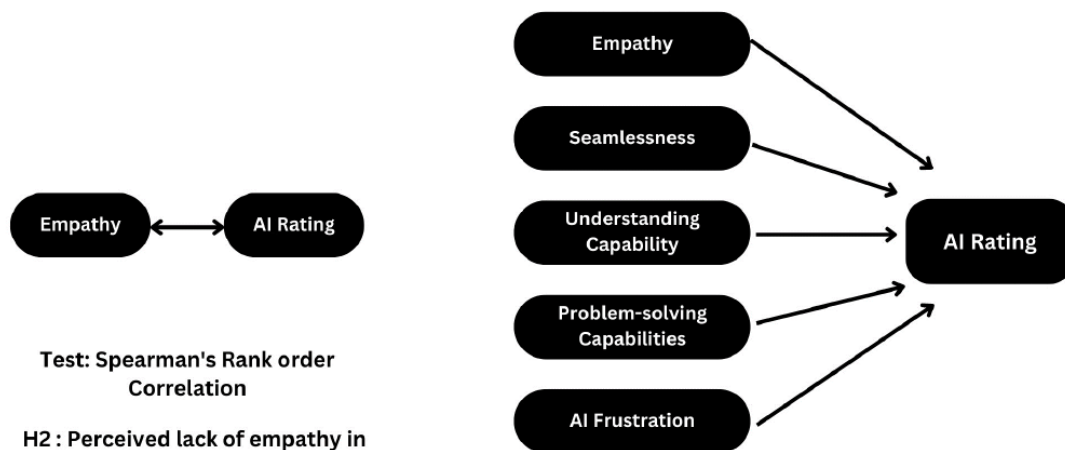 Empathy
AI Rating
Test: Spearman's Rank order
Correlation
H2 : Perceived lack of empathy in
Empathy
Seamlessness
Understanding
Capability
Problem-solving
Capabilities
AI Frustration
AI Rating